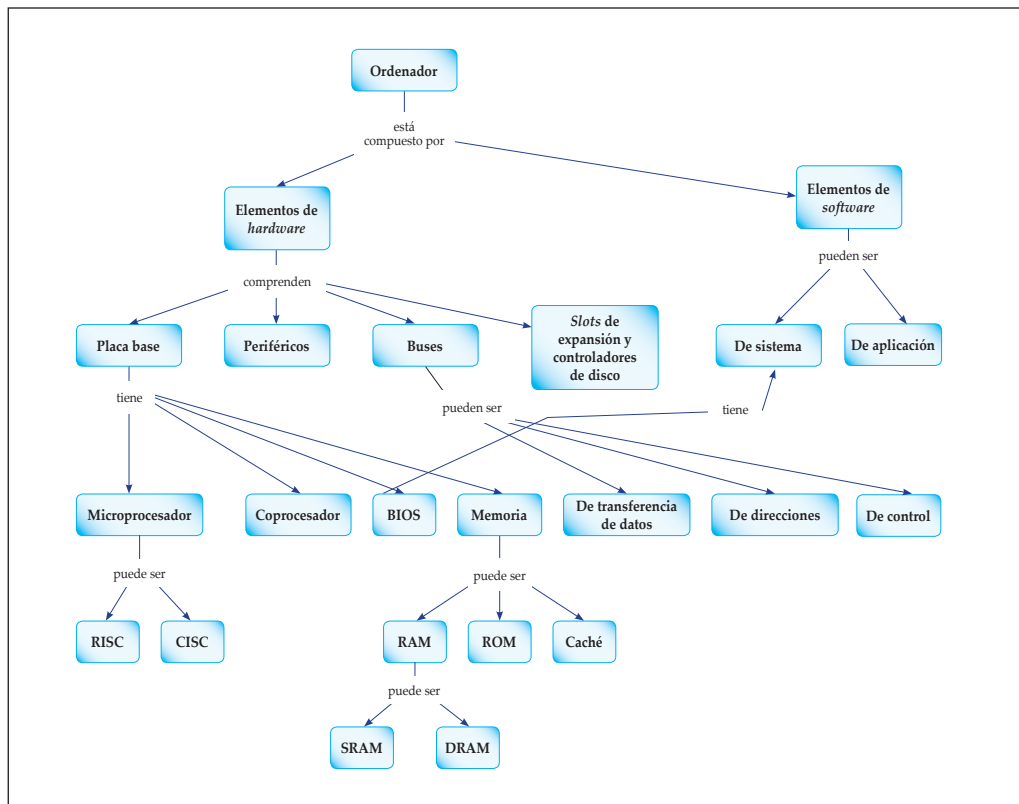 Ordenador
está
compuesto por
Elementos de
hardware
Elementos de
software
comprenden
pueden ser
Placa base
Periféricos
Buses
Slots de
expansión y
controladores
de disco
De sistema
De aplicación
tiene
pueden ser
tiene
Microprocesador
Coprocesador
BIOS
Memoria
De transferencia
de datos
De direcciones
De control
puede ser
puede ser
RISC
CISC
RAM
ROM
Caché
puede ser
SRAM
DRAM